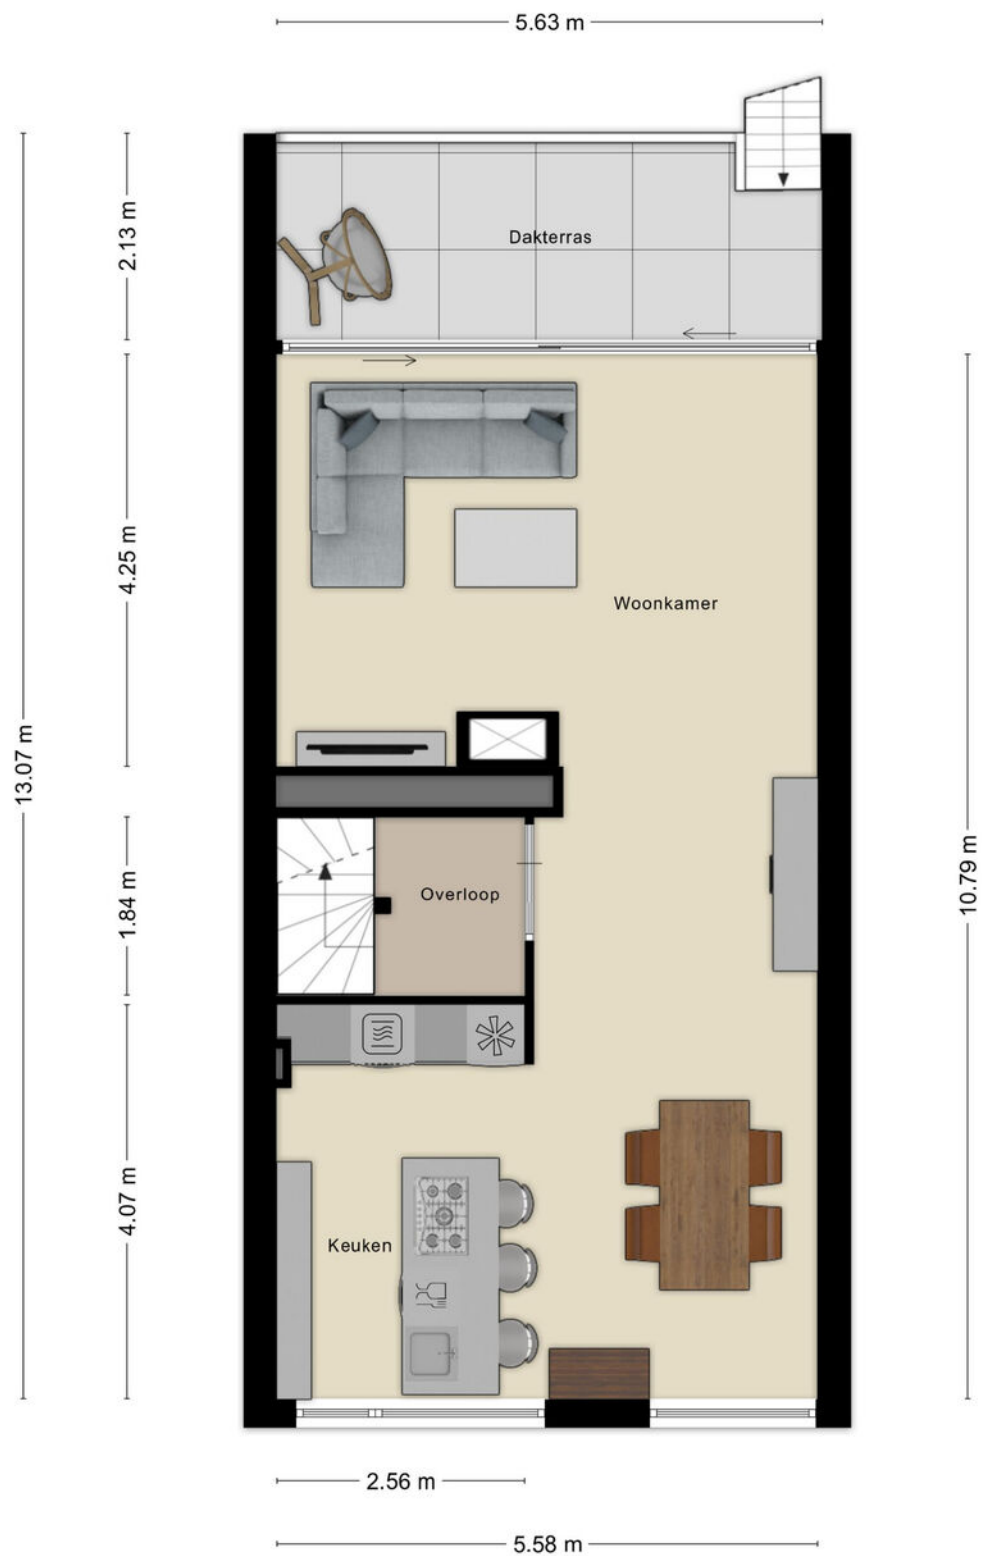 5.63 m
2.13 m
Dakterras
4.25 m
Woonkamer
13.07 m
10.79 m
1.84 m
Overloop
4.07 m
Keuken
2.56 m
5.58 m